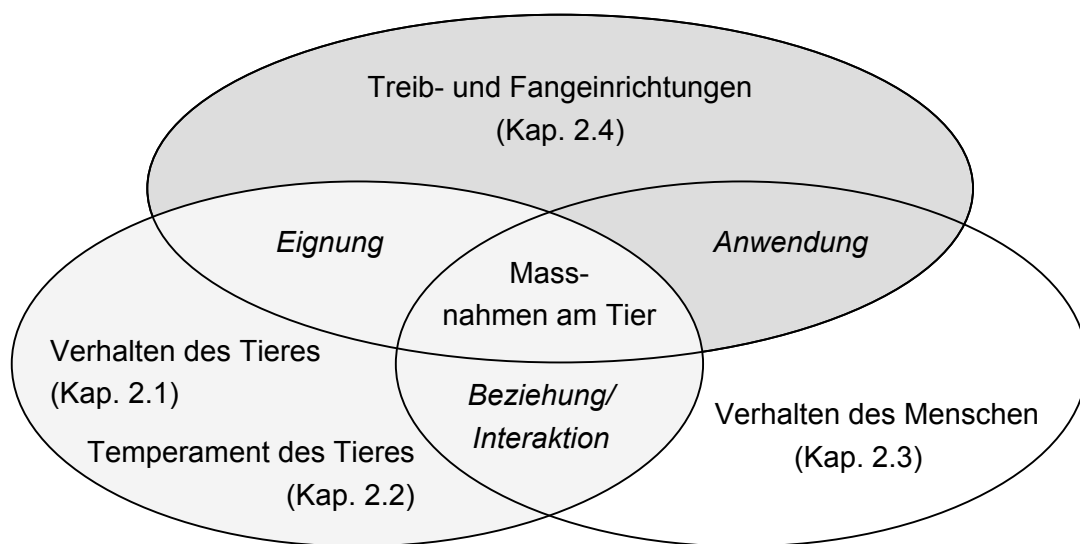 Treib- und Fangeinrichtungen
(Kap. 2.4)
Eignung
Anwendung
Mass-
nahmen am Tier
Verhalten des Tieres
(Kap. 2.1)
Temperament des Tieres
(Kap. 2.2)
Beziehung/
Interaktion
Verhalten des Menschen
(Kap. 2.3)